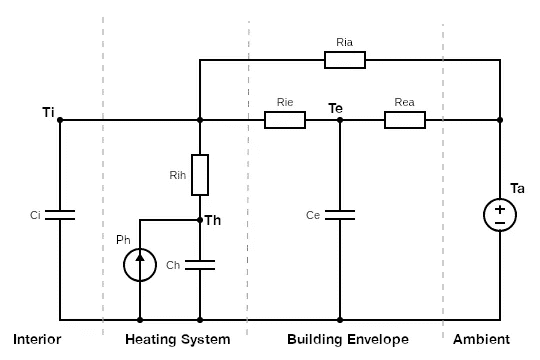 Ria
Ti
Rie
Te
Rea
Rih
Ta
+
−
Ci
Th
Ce
Ph
Ch
Interior
Heating System
Building Envelope
Ambient